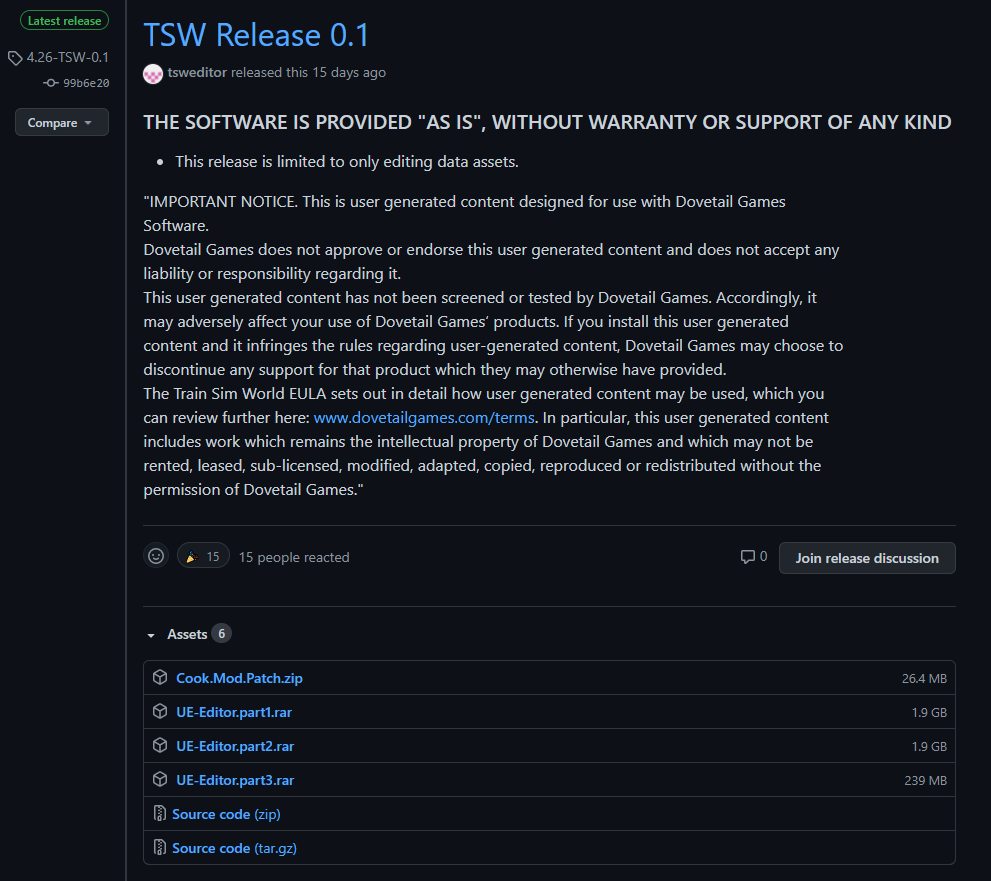 Latest release
4.26-TSW-0.1
99b6e20
Compare
TSW Release 0.1
tsweditor released this 15 days ago
THE SOFTWARE IS PROVIDED "AS IS", WITHOUT WARRANTY OR SUPPORT OF ANY KIND
• This release is limited to only editing data assets.
"IMPORTANT NOTICE. This is user generated content designed for use with Dovetail Games
Software.
Dovetail Games does not approve or endorse this user generated content and does not accept any
liability or responsibility regarding it.
This user generated content has not been screened or tested by Dovetail Games. Accordingly, it
may adversely affect your use of Dovetail Games‘ products. If you install this user generated
content and it infringes the rules regarding user-generated content, Dovetail Games may choose to
discontinue any support for that product which they may otherwise have provided.
The Train Sim World EULA sets out in detail how user generated content may be used, which you
can review further here: www.dovetailgames.com/terms. In particular, this user generated content
includes work which remains the intellectual property of Dovetail Games and which may not be
rented, leased, sub-licensed, modified, adapted, copied, reproduced or redistributed without the
permission of Dovetail Games."
15 15 people reacted
0 Join release discussion
Assets 6
Cook.Mod.Patch.zip 26.4 MB
UE-Editor.part1.rar 1.9 GB
UE-Editor.part2.rar 1.9 GB
UE-Editor.part3.rar 239 MB
Source code (zip)
Source code (tar.gz)